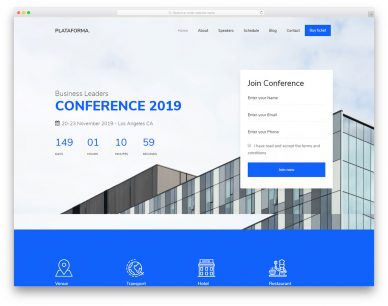 PLATAFORMA.
Home About Speakers Schedule Blog Contact Buy Ticket
Business Leaders
CONFERENCE 2019
20-23 November 2019 - Los Angeles CA
149 01 10 59
DAYS HOURS MINUTES SECONDS
Join Conference
Enter your Name
Enter your Email
Enter your Phone
I have read and accept the terms and
conditions
Join now
Venue Transport Hotel Restaurant